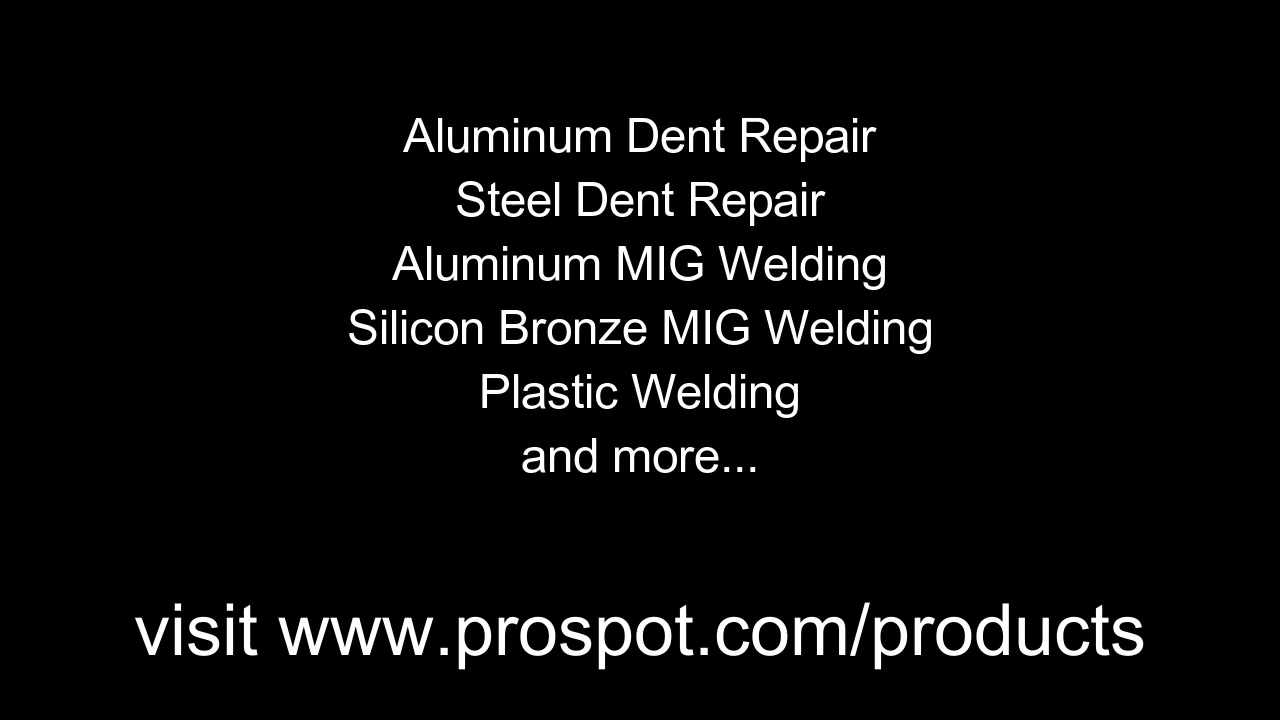 Aluminum Dent Repair
Steel Dent Repair
Aluminum MIG Welding
Silicon Bronze MIG Welding
Plastic Welding
and more...
visit www.prospot.com/products